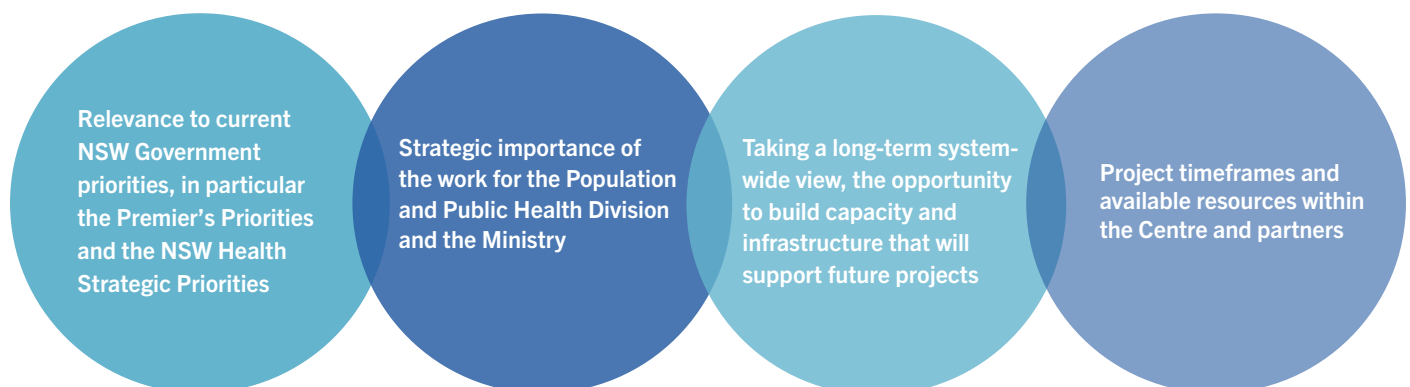 Relevance to current
NSW Government
priorities, in particular
the Premier’s Priorities
and the NSW Health
Strategic Priorities
Strategic importance of
the work for the Population
and Public Health Division
and the Ministry
Taking a long-term system-
wide view, the opportunity
to build capacity and
infrastructure that will
support future projects
Project timeframes and
available resources within
the Centre and partners